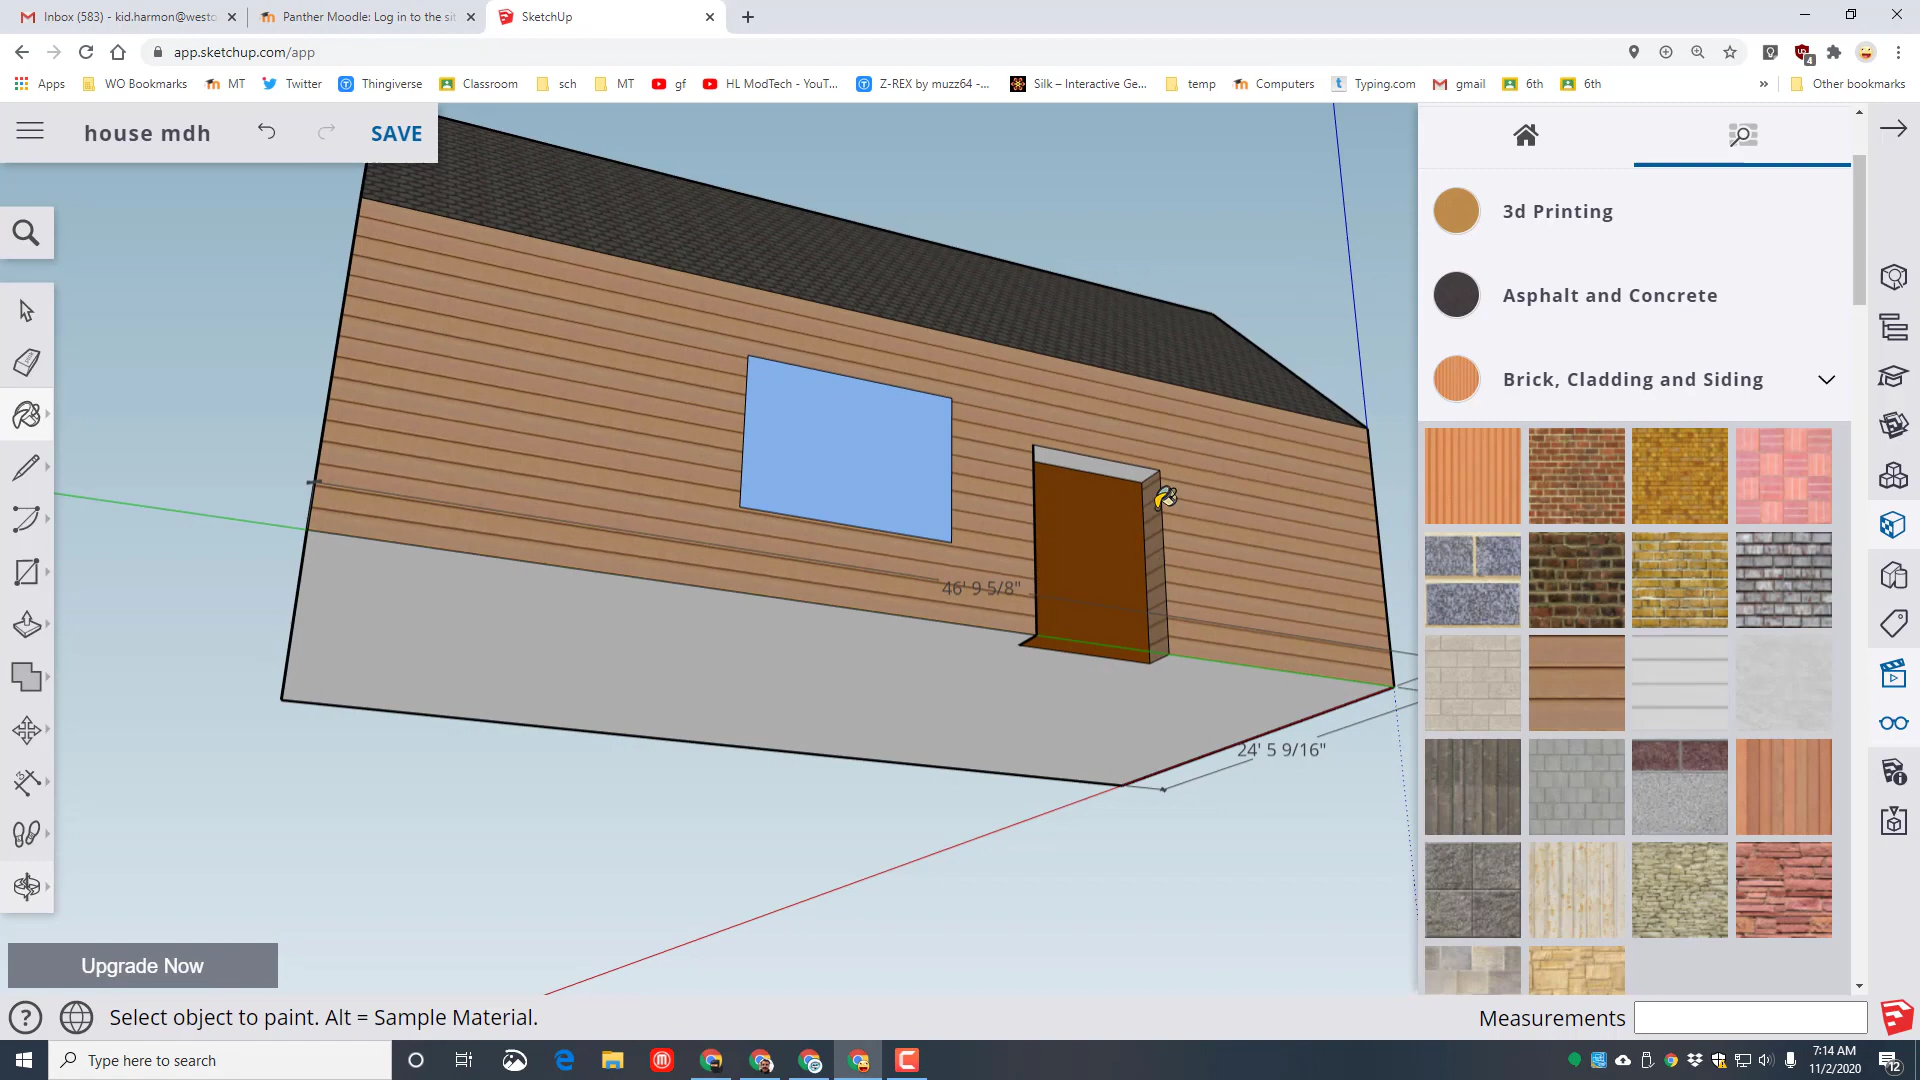 Inbox (583) - kid.harmon@westo
Panther Moodle: Log in to the sit
SketchUp
app.sketchup.com/app
4
Apps
WO Bookmarks
MT
Twitter
Thingiverse
Classroom
sch
MT
gf
HL ModTech - YouT...
Z-REX by muzz64 -...
Silk – Interactive Ge...
temp
Computers
Typing.com
gmail
6th
6th
»
Other bookmarks
house mdh
SAVE
3d Printing
Asphalt and Concrete
Brick, Cladding and Siding
46' 9 5/8"
24' 5 9/16"
Upgrade Now
Select object to paint. Alt = Sample Material.
Measurements
Type here to search
7:14 AM
11/2/2020
12